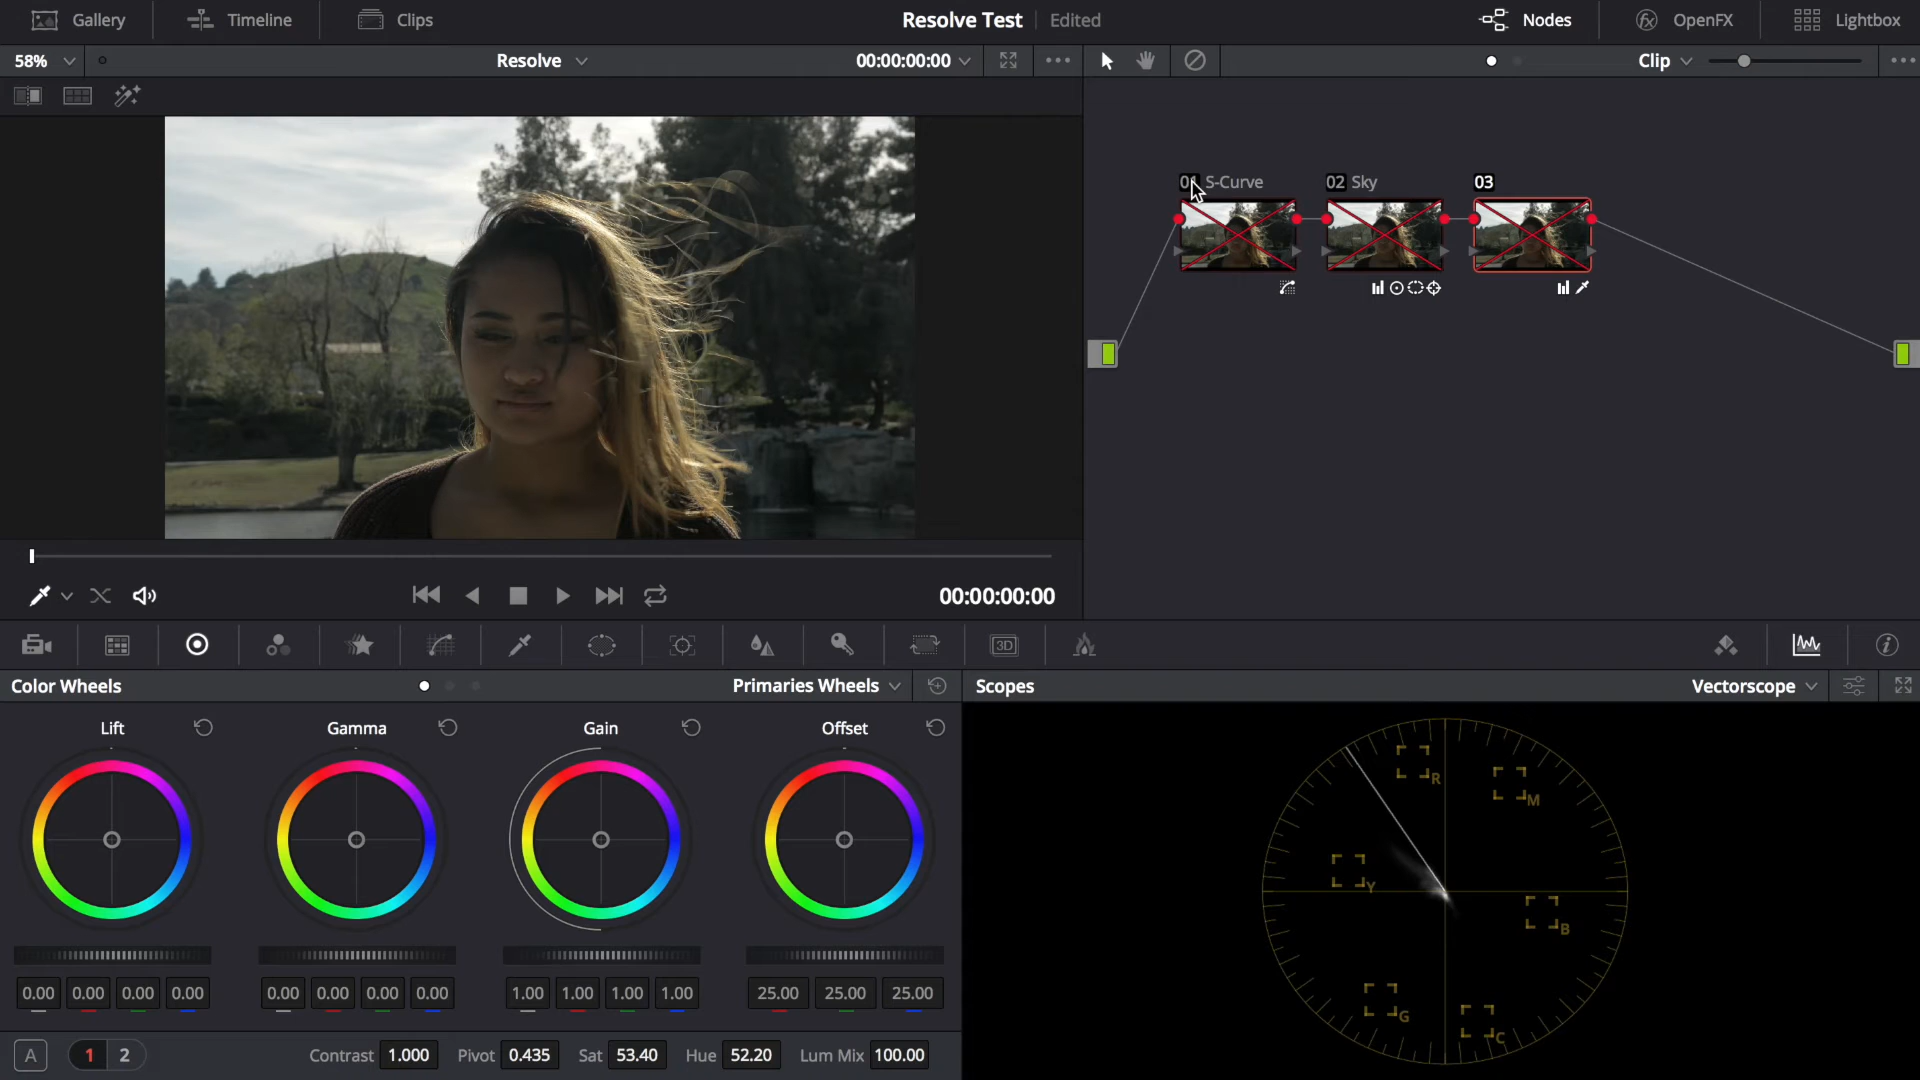 Gallery Timeline Clips Resolve Test Edited Nodes OpenFX Lightbox
58% Resolve 00:00:00:00 Clip
01 S-Curve 02 Sky 03
00:00:00:00
3D
Color Wheels Primaries Wheels Scopes Vectorscope
Lift Gamma Gain Offset
R
M
Y
B
G
C
0.00 0.00 0.00 0.00 0.00 0.00 0.00 0.00 1.00 1.00 1.00 1.00 25.00 25.00 25.00
A 1 2 Contrast 1.000 Pivot 0.435 Sat 53.40 Hue 52.20 Lum Mix 100.00